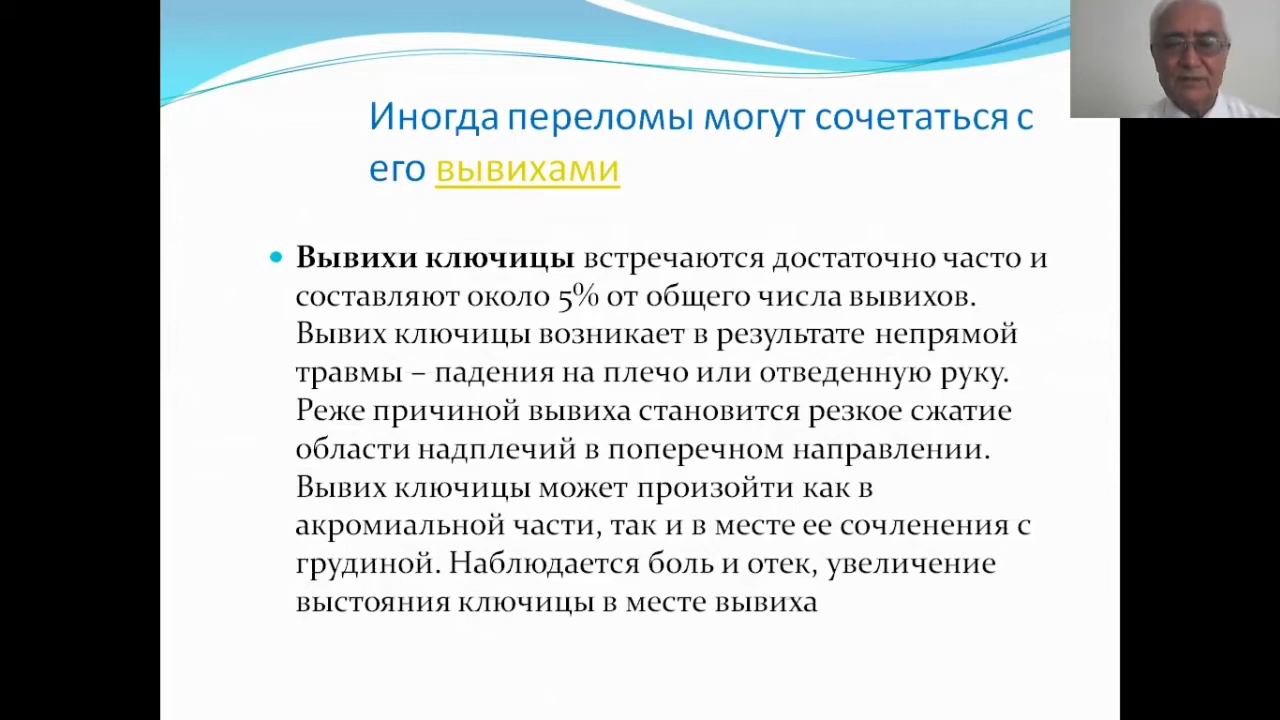 Иногда переломы могут сочетаться с
его вывихами
• Вывихи ключицы встречаются достаточно часто и
составляют около 5% от общего числа вывихов.
Вывих ключицы возникает в результате непрямой
травмы – падения на плечо или отведенную руку.
Реже причиной вывиха становится резкое сжатие
области надплечий в поперечном направлении.
Вывих ключицы может произойти как в
акромиальной части, так и в месте ее сочленения с
грудиной. Наблюдается боль и отек, увеличение
выстояния ключицы в месте вывиха